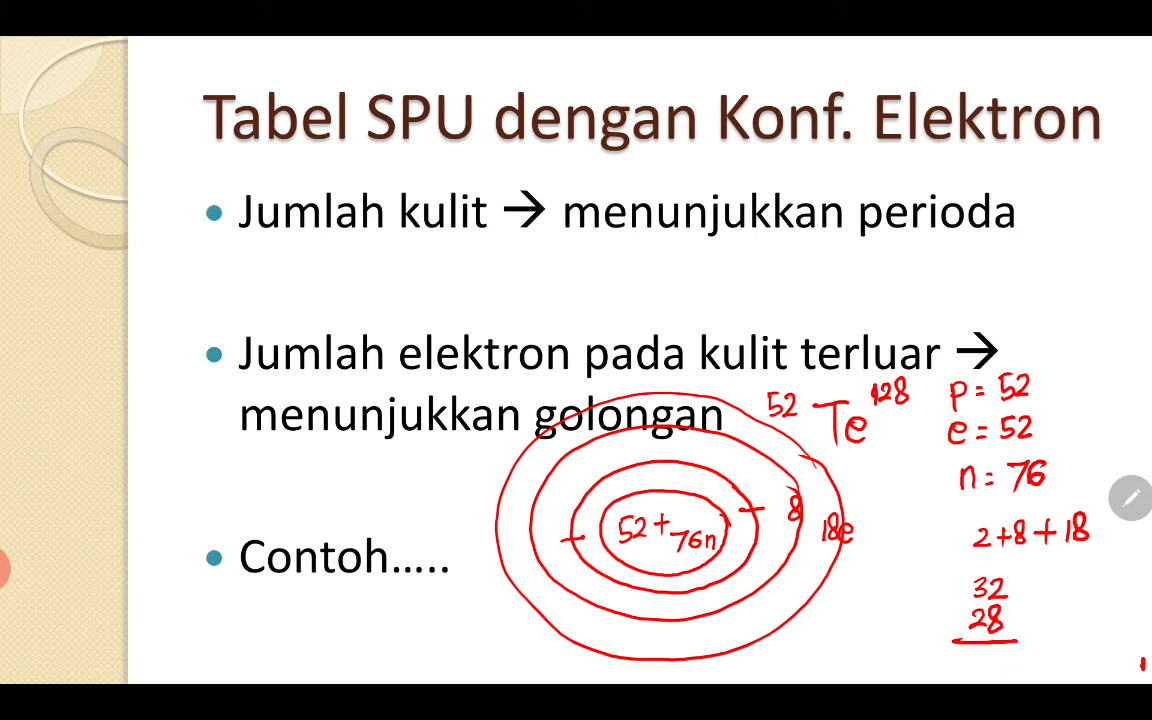 Tabel SPU dengan Konf. Elektron
• Jumlah kulit → menunjukkan perioda
• Jumlah elektron pada kulit terluar →
menunjukkan golongan
• Contoh…..
52 Te 128
p = 52
e = 52
n = 76
52+
76n
8
18e
2+8+18
32
28